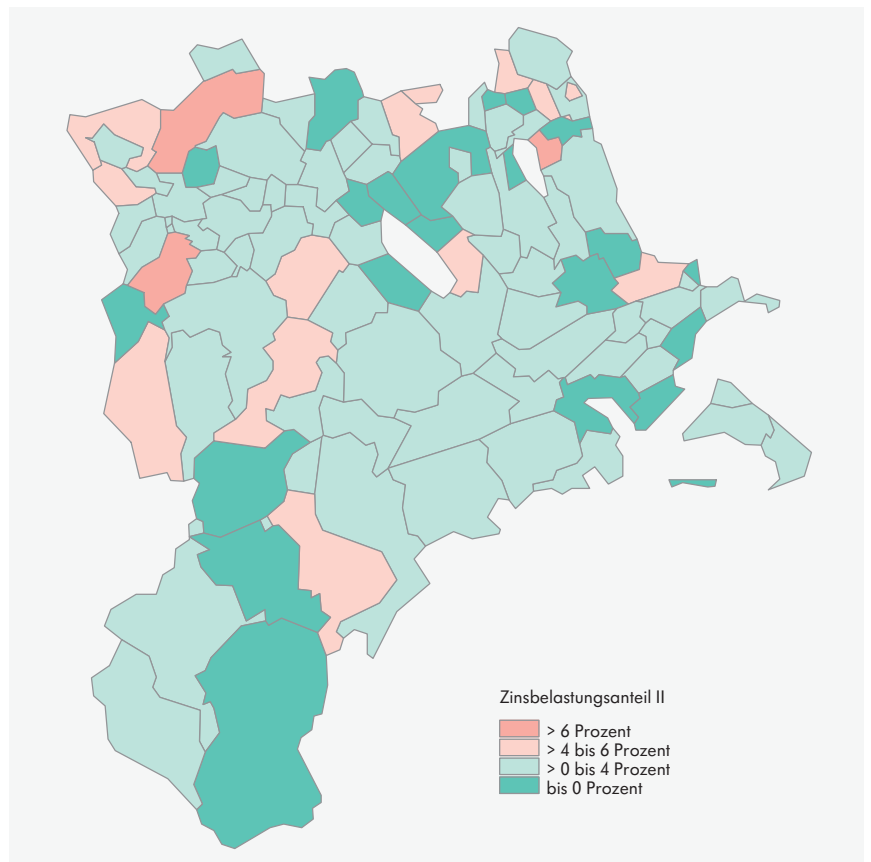 Zinsbelastungsanteil II
> 6 Prozent
> 4 bis 6 Prozent
> 0 bis 4 Prozent
bis 0 Prozent